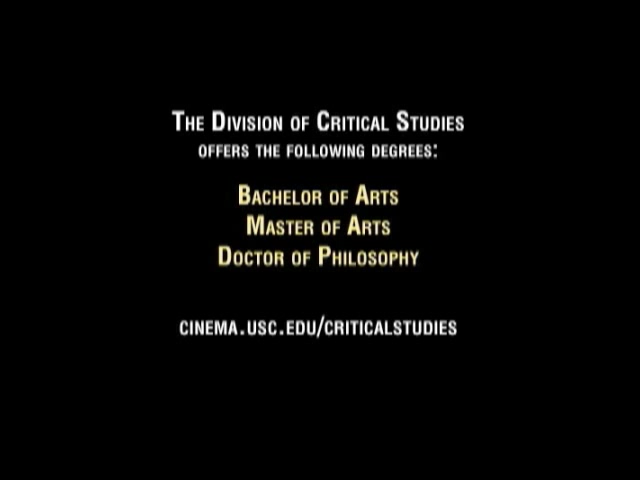 The Division of Critical Studies
offers the following degrees:
Bachelor of Arts
Master of Arts
Doctor of Philosophy
cinema.usc.edu/criticalstudies